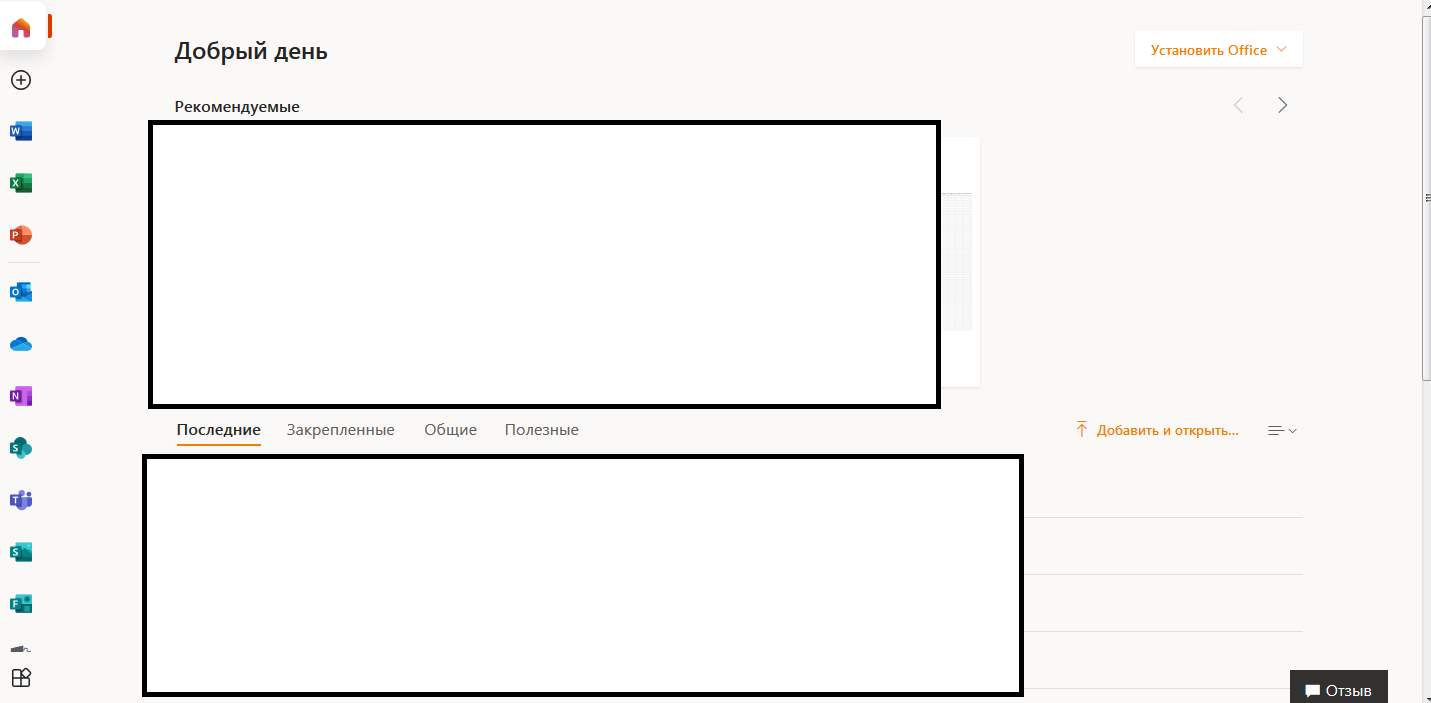 Добрый день
Установить Office
Рекомендуемые
Последние Закрепленные Общие Полезные
Добавить и открыть...
W
X
P
O
N
S
T
S
F
Отзыв